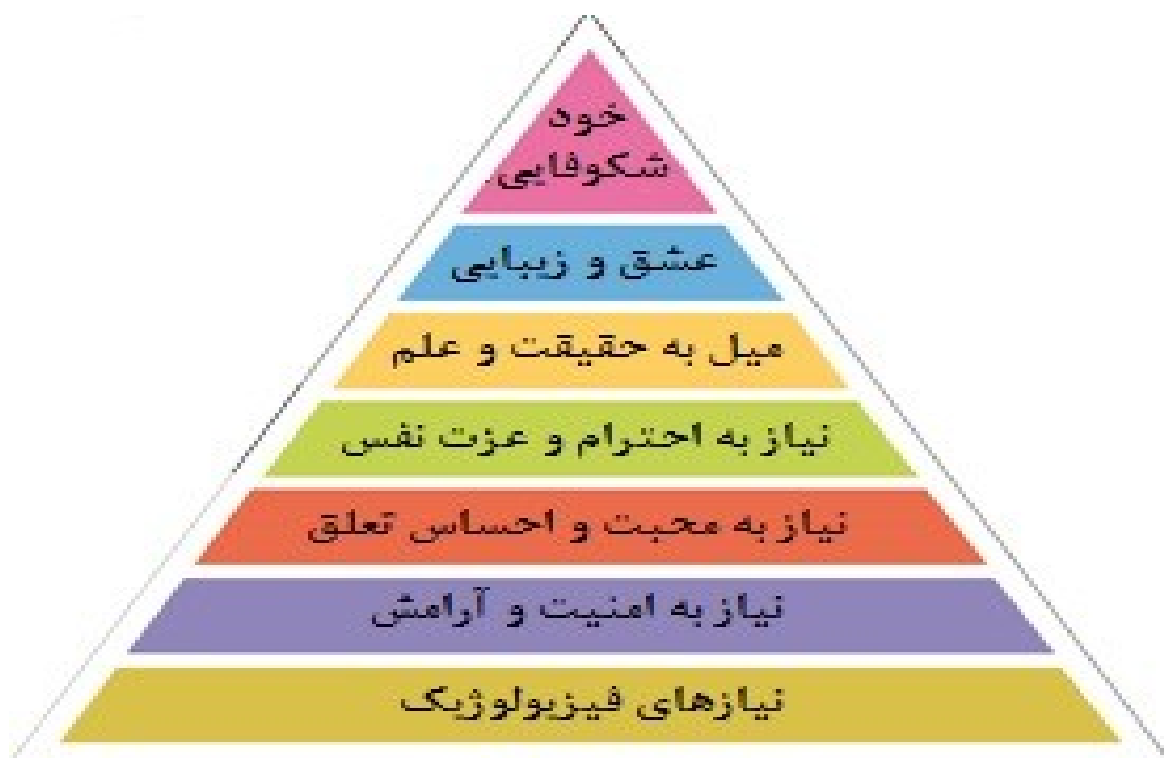 خود
شکوفایی
عشق و زیبایی
میل به حقیقت و علم
نیاز به احترام و عزت نفس
نیاز به محبت و احساس تعلق
نیاز به امنیت و آرامش
نیازهای فیزیولوژیک